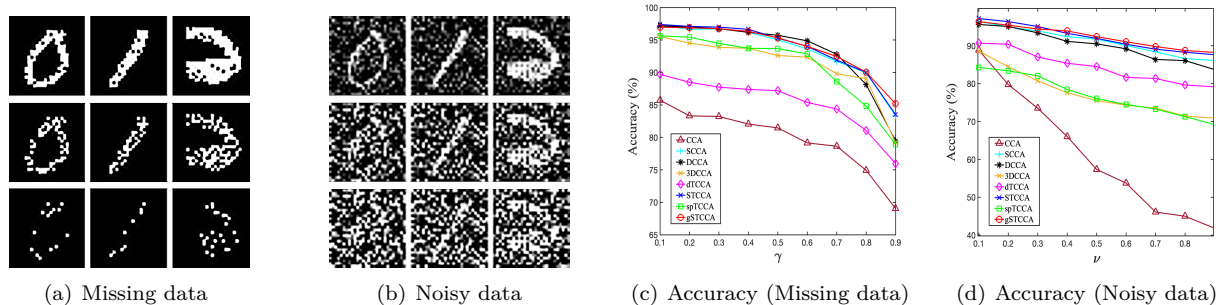 100
95
90
85
80
75
70
65
Accuracy (%)
CCA
SCCA
DCCA
3DCCA
dTCCA
STCCA
spTCCA
gSTCCA
0.1 0.2 0.3 0.4 0.5 0.6 0.7 0.8 0.9
γ
100
90
80
70
60
50
40
Accuracy (%)
CCA
SCCA
DCCA
3DCCA
dTCCA
STCCA
spTCCA
gSTCCA
0.1 0.2 0.3 0.4 0.5 0.6 0.7 0.8
ν
(a) Missing data
(b) Noisy data
(c) Accuracy (Missing data)
(d) Accuracy (Noisy data)